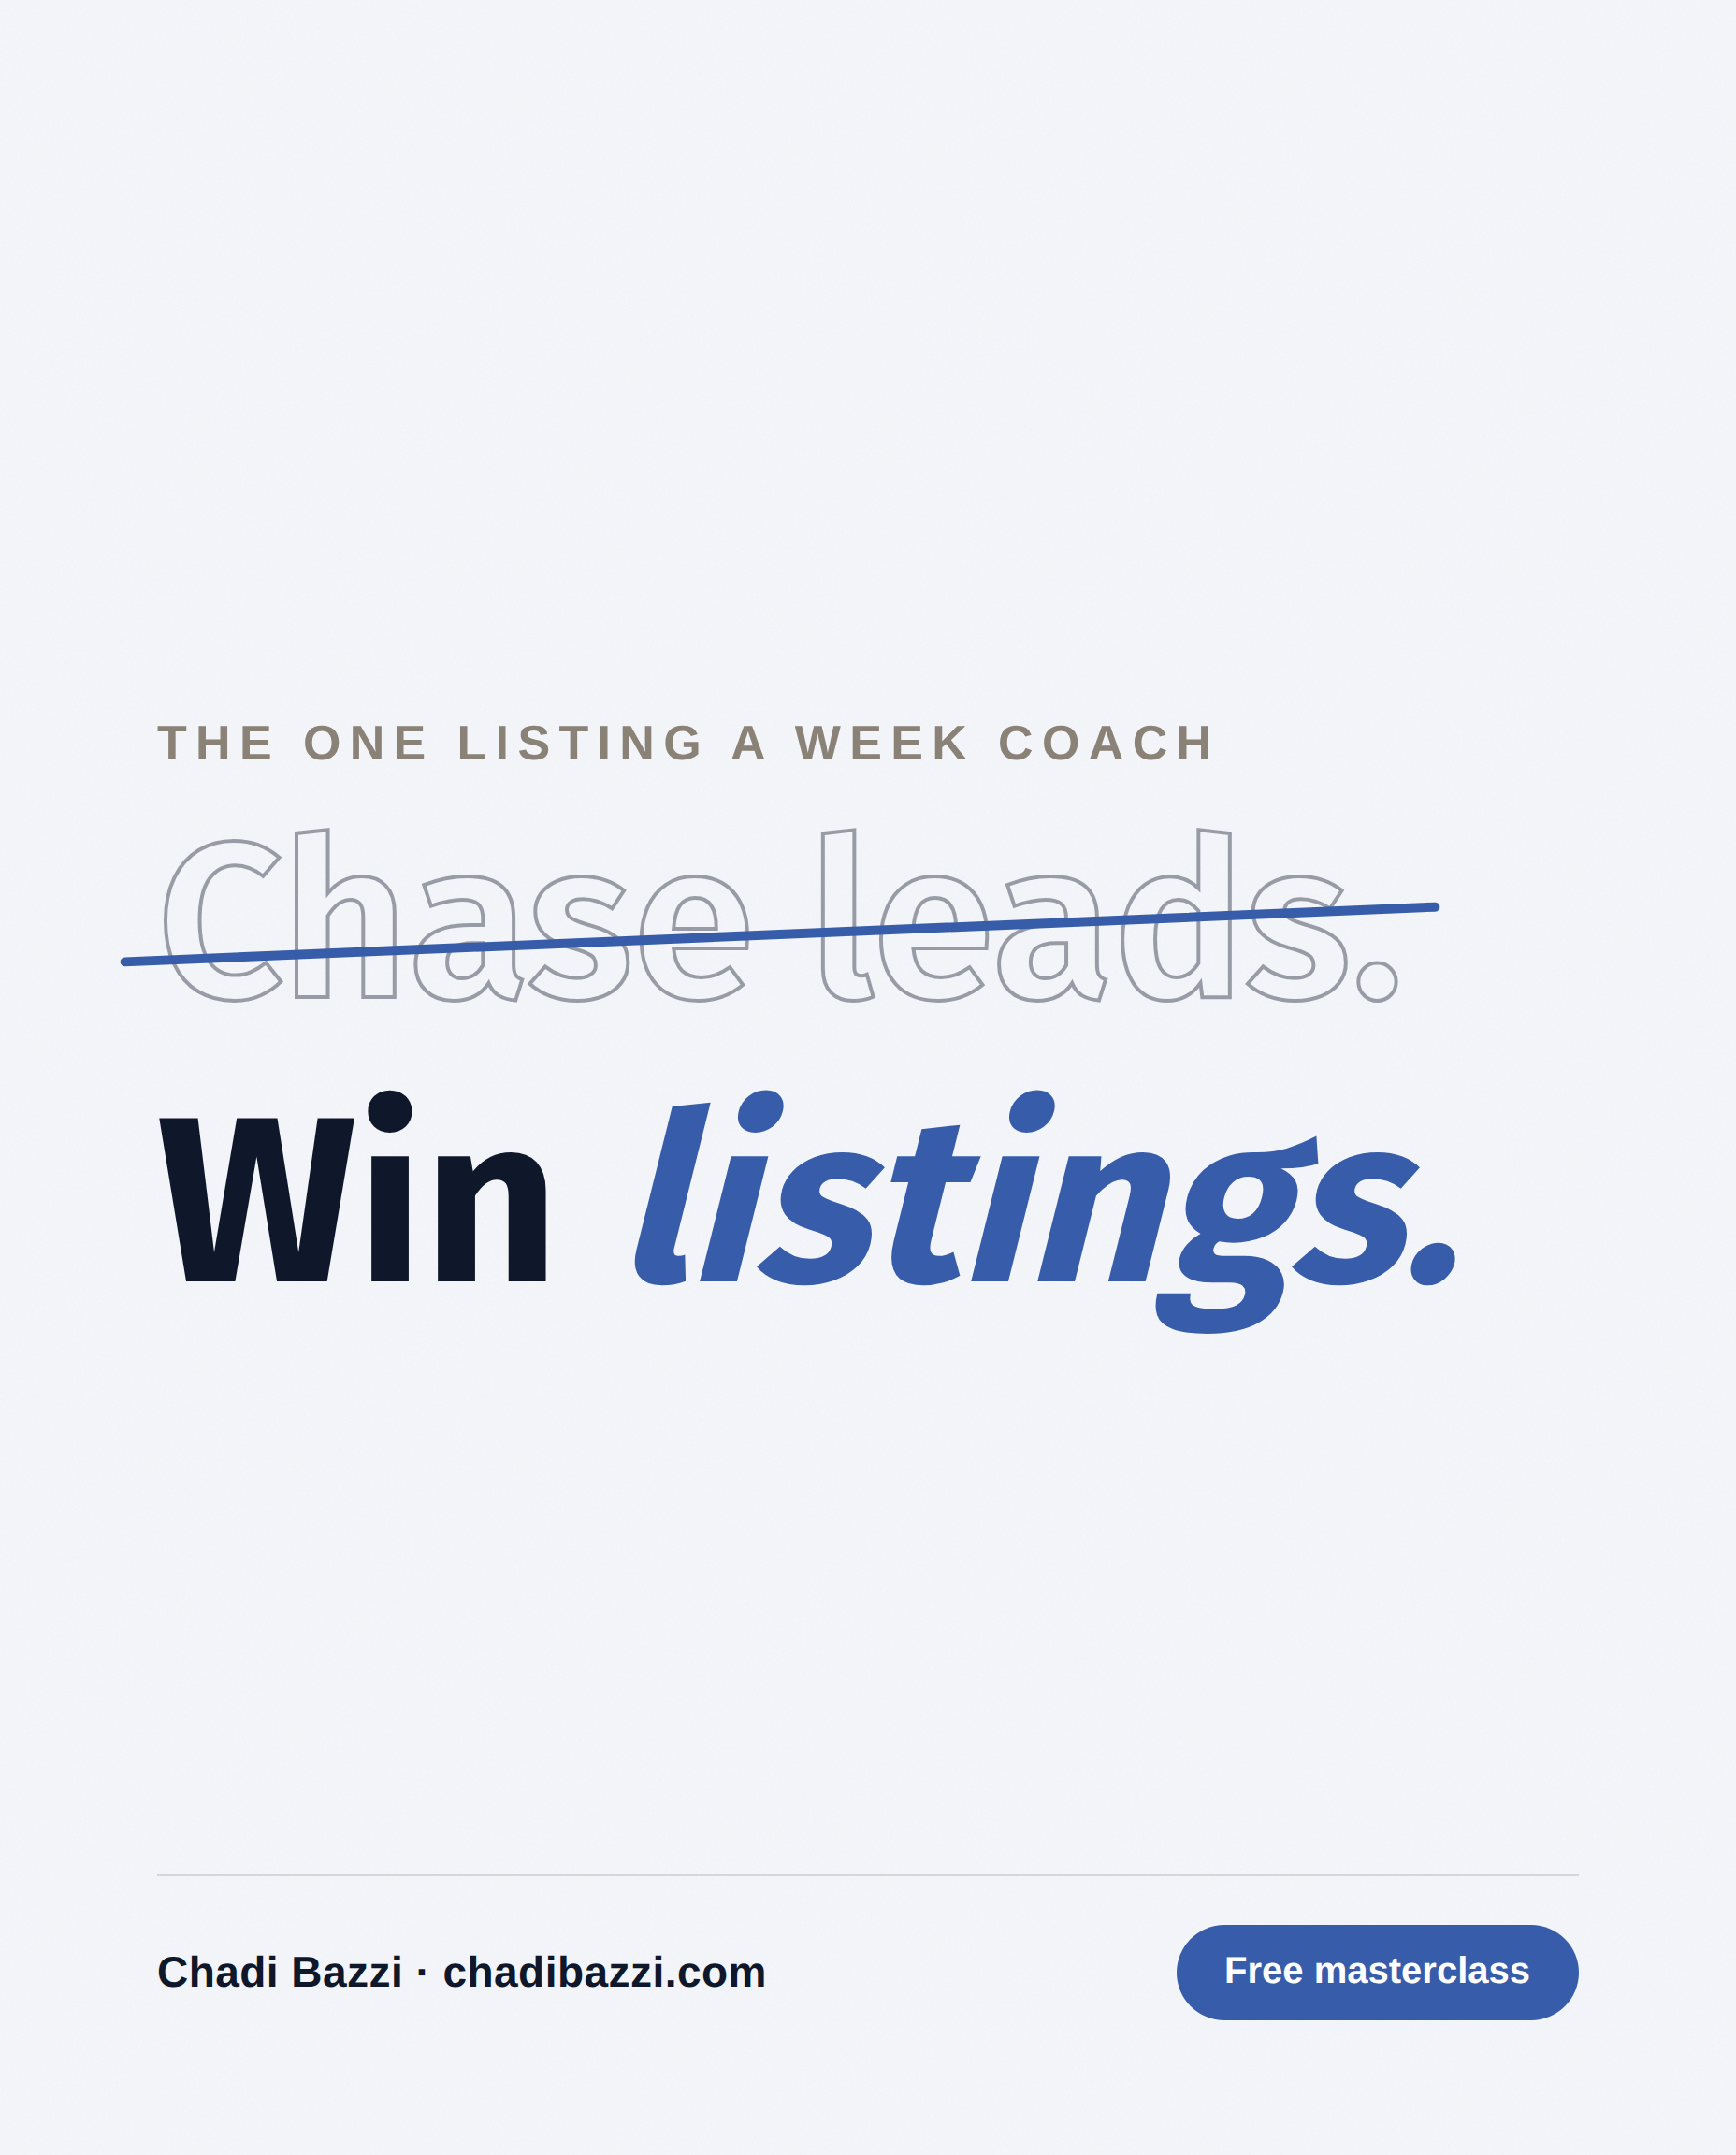 THE ONE LISTING A WEEK COACH
Chase leads.
Win listings.
Chadi Bazzi · chadibazzi.com
Free masterclass